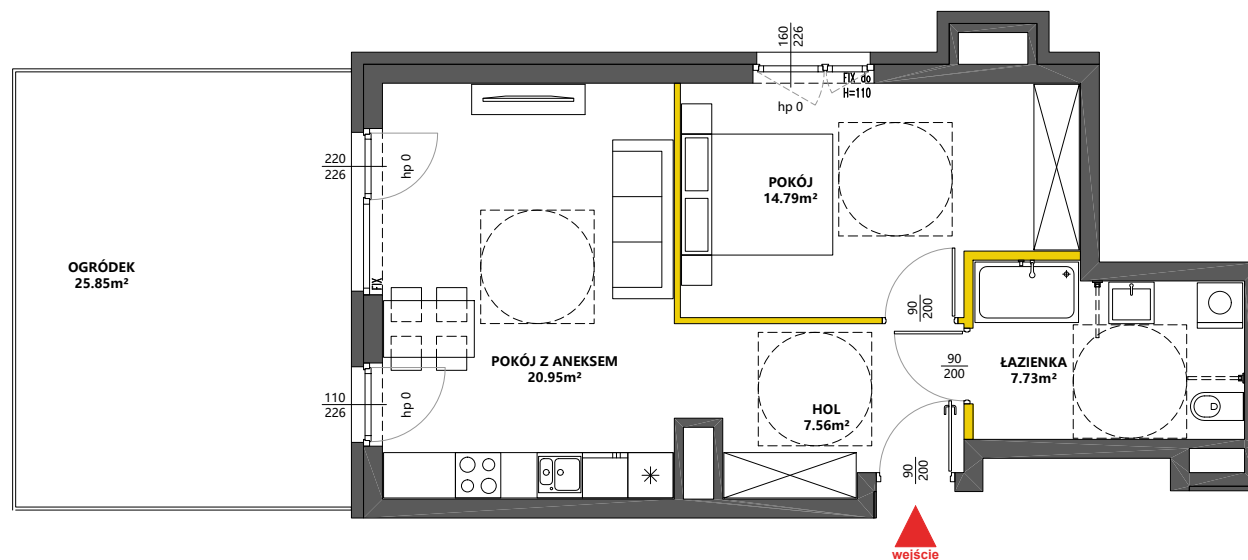 160
226
FIX do
H=110
hp 0
220
226
hp 0
POKÓJ
14.79m²
OGRÓDEK
25.85m²
FIX
90
200
POKÓJ Z ANEKSEM
20.95m²
90
200
ŁAZIENKA
7.73m²
110
226
hp 0
HOL
7.56m²
90
200
wejście